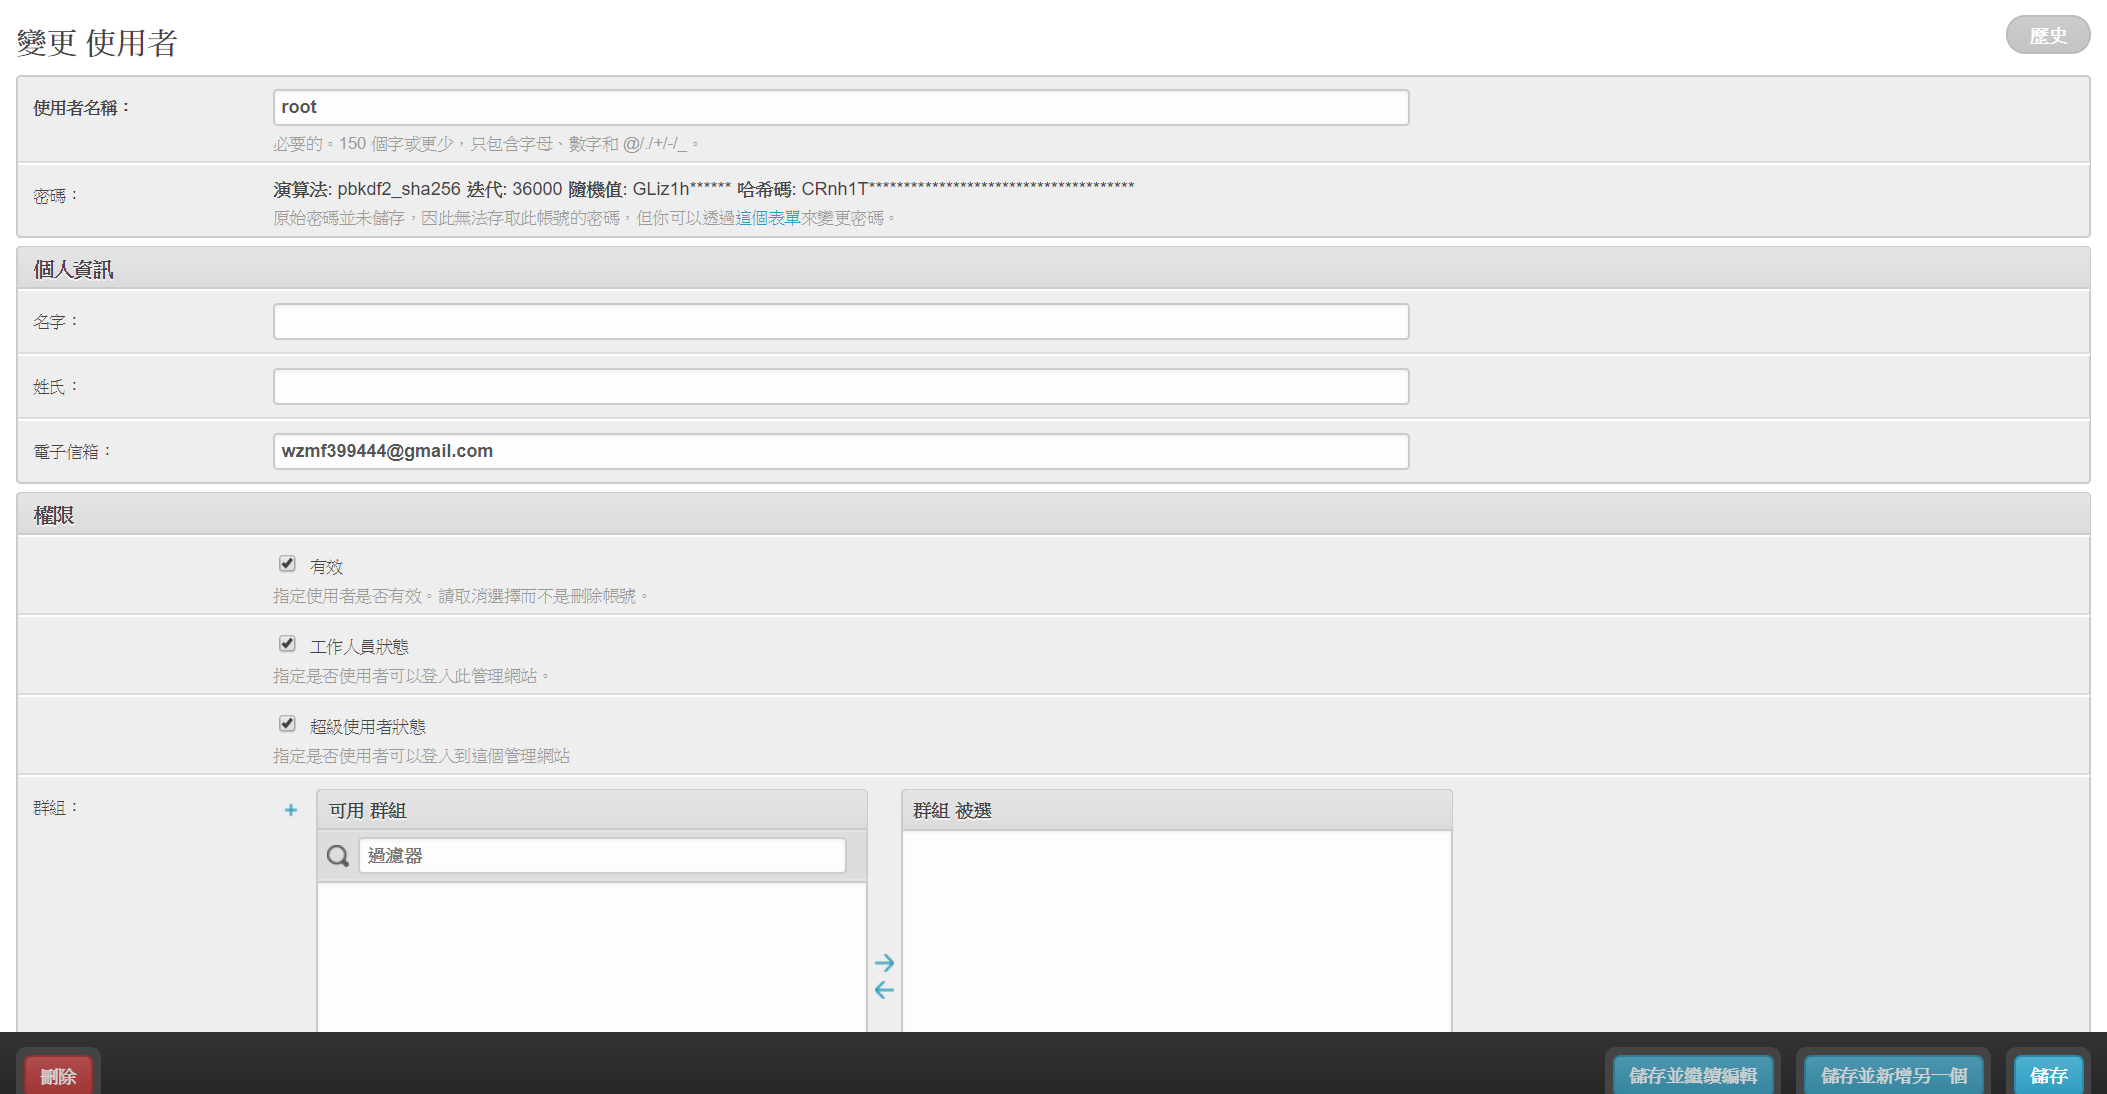 變更 使用者
歷史
使用者名稱：
root
必要的。150 個字或更少，只包含字母、數字和 @/./+/-/_。
密碼：
演算法: pbkdf2_sha256 迭代: 36000 隨機值: GLiz1h****** 哈希碼: CRnh1T**************************************
原始密碼並未儲存，因此無法存取此帳號的密碼，但你可以透過這個表單來變更密碼。
個人資訊
名字：
姓氏：
電子信箱：
wzmf399444@gmail.com
權限
有效
指定使用者是否有效。請取消選擇而不是刪除帳號。
工作人員狀態
指定是否使用者可以登入此管理網站。
超級使用者狀態
指定是否使用者可以登入到這個管理網站
群組：
可用 群組
過濾器
群組 被選
刪除
儲存並繼續編輯
儲存並新增另一個
儲存